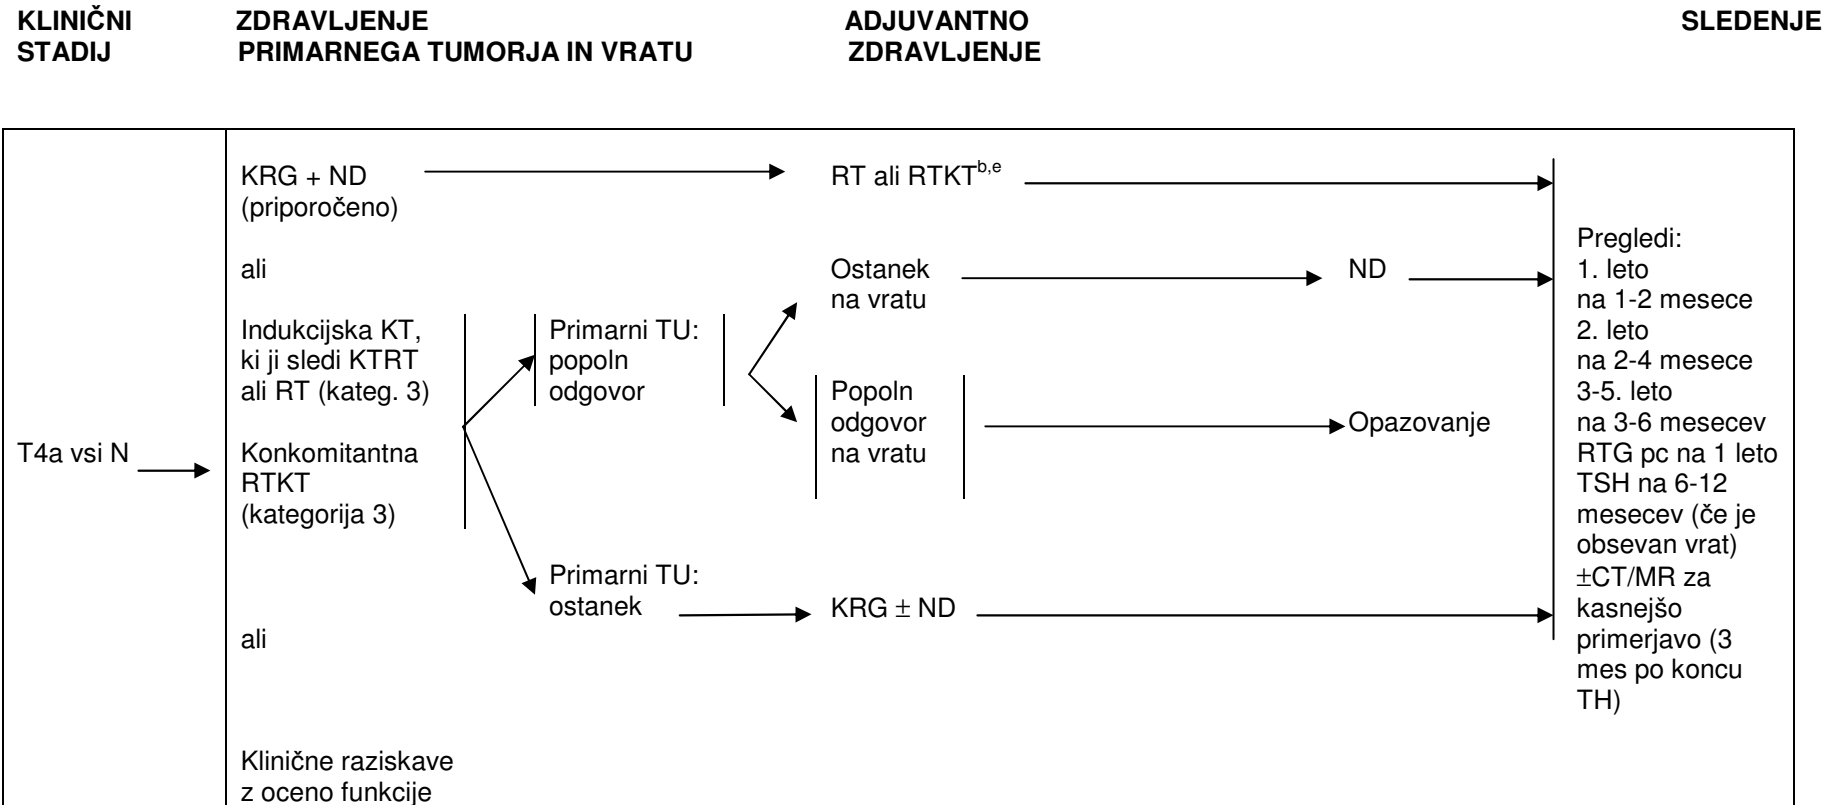 KLINIČNI
STADIJ
ZDRAVLJENJE
PRIMARNEGA TUMORJA IN VRATU
ADJUVANTNO
ZDRAVLJENJE
SLEDENJE
T4a vsi N
KRG + ND
(priporočeno)
ali
Indukcijska KT,
ki ji sledi KTRT
ali RT (kateg. 3)
Konkomitantna
RTKT
(kategorija 3)
ali
Klinične raziskave
z oceno funkcije
Primarni TU:
popoln
odgovor
Primarni TU:
ostanek
RT ali RTKTb,e
Ostanek
na vratu
Popoln
odgovor
na vratu
KRG ± ND
ND
Opazovanje
Pregledi:
1. leto
na 1-2 mesece
2. leto
na 2-4 mesece
3-5. leto
na 3-6 mesecev
RTG pc na 1 leto
TSH na 6-12
mesecev (če je
obsevan vrat)
±CT/MR za
kasnejšo
primerjavo (3
mes po koncu
TH)